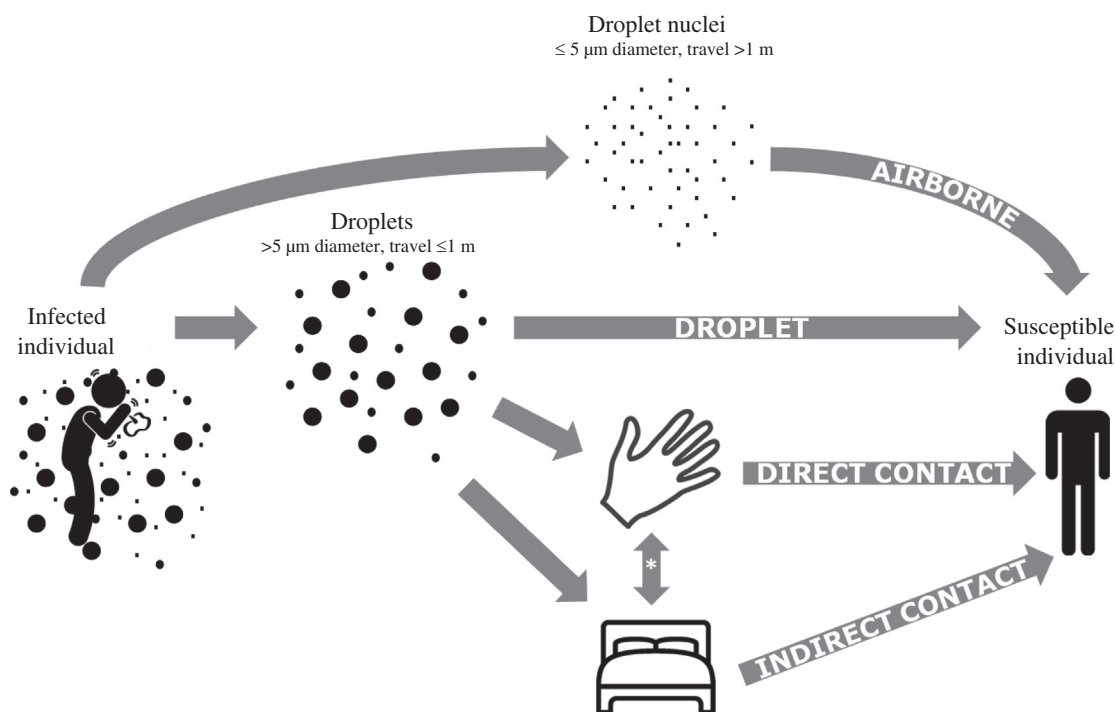 Droplet nuclei
≤ 5 µm diameter, travel >1 m
AIRBORNE
Droplets
>5 µm diameter, travel ≤1 m
Infected
individual
DROPLET
Susceptible
individual
DIRECT CONTACT
*
INDIRECT CONTACT